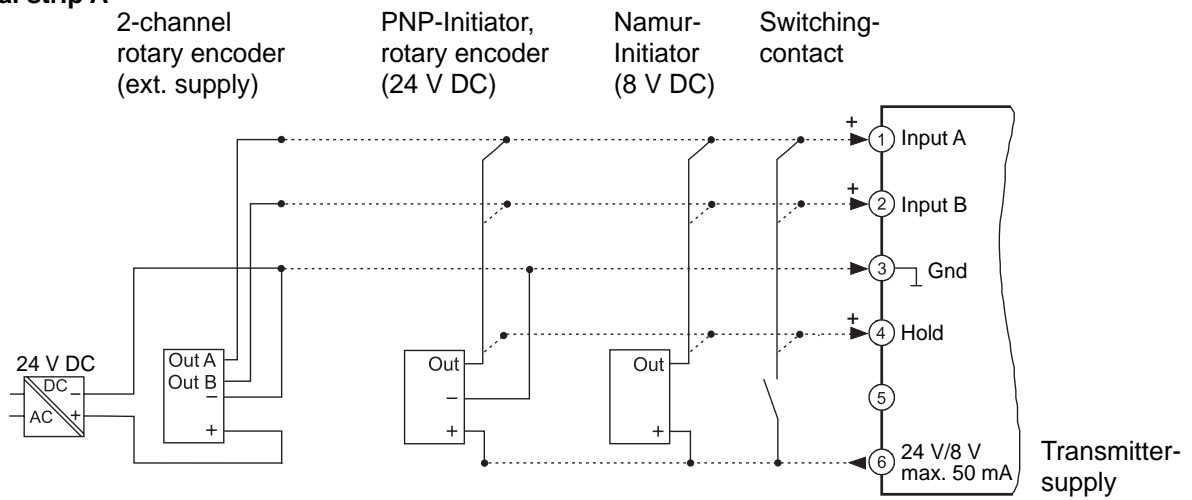 al strip A
2-channel
rotary encoder
(ext. supply)
PNP-Initiator,
rotary encoder
(24 V DC)
Namur-
Initiator
(8 V DC)
Switching-
contact
+
1 Input A
+
2 Input B
3 Gnd
+
4 Hold
24 V DC
DC −
AC +
Out A
Out B
−
+
Out
−
+
Out
+
5
6 24 V/8 V
max. 50 mA
Transmitter-
supply